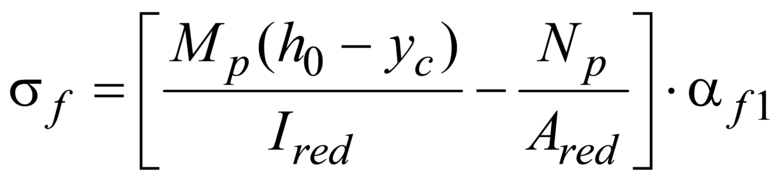 σ_f = [ M_p (h_0 − y_c) / I_red − N_p / A_red ] · α_f1